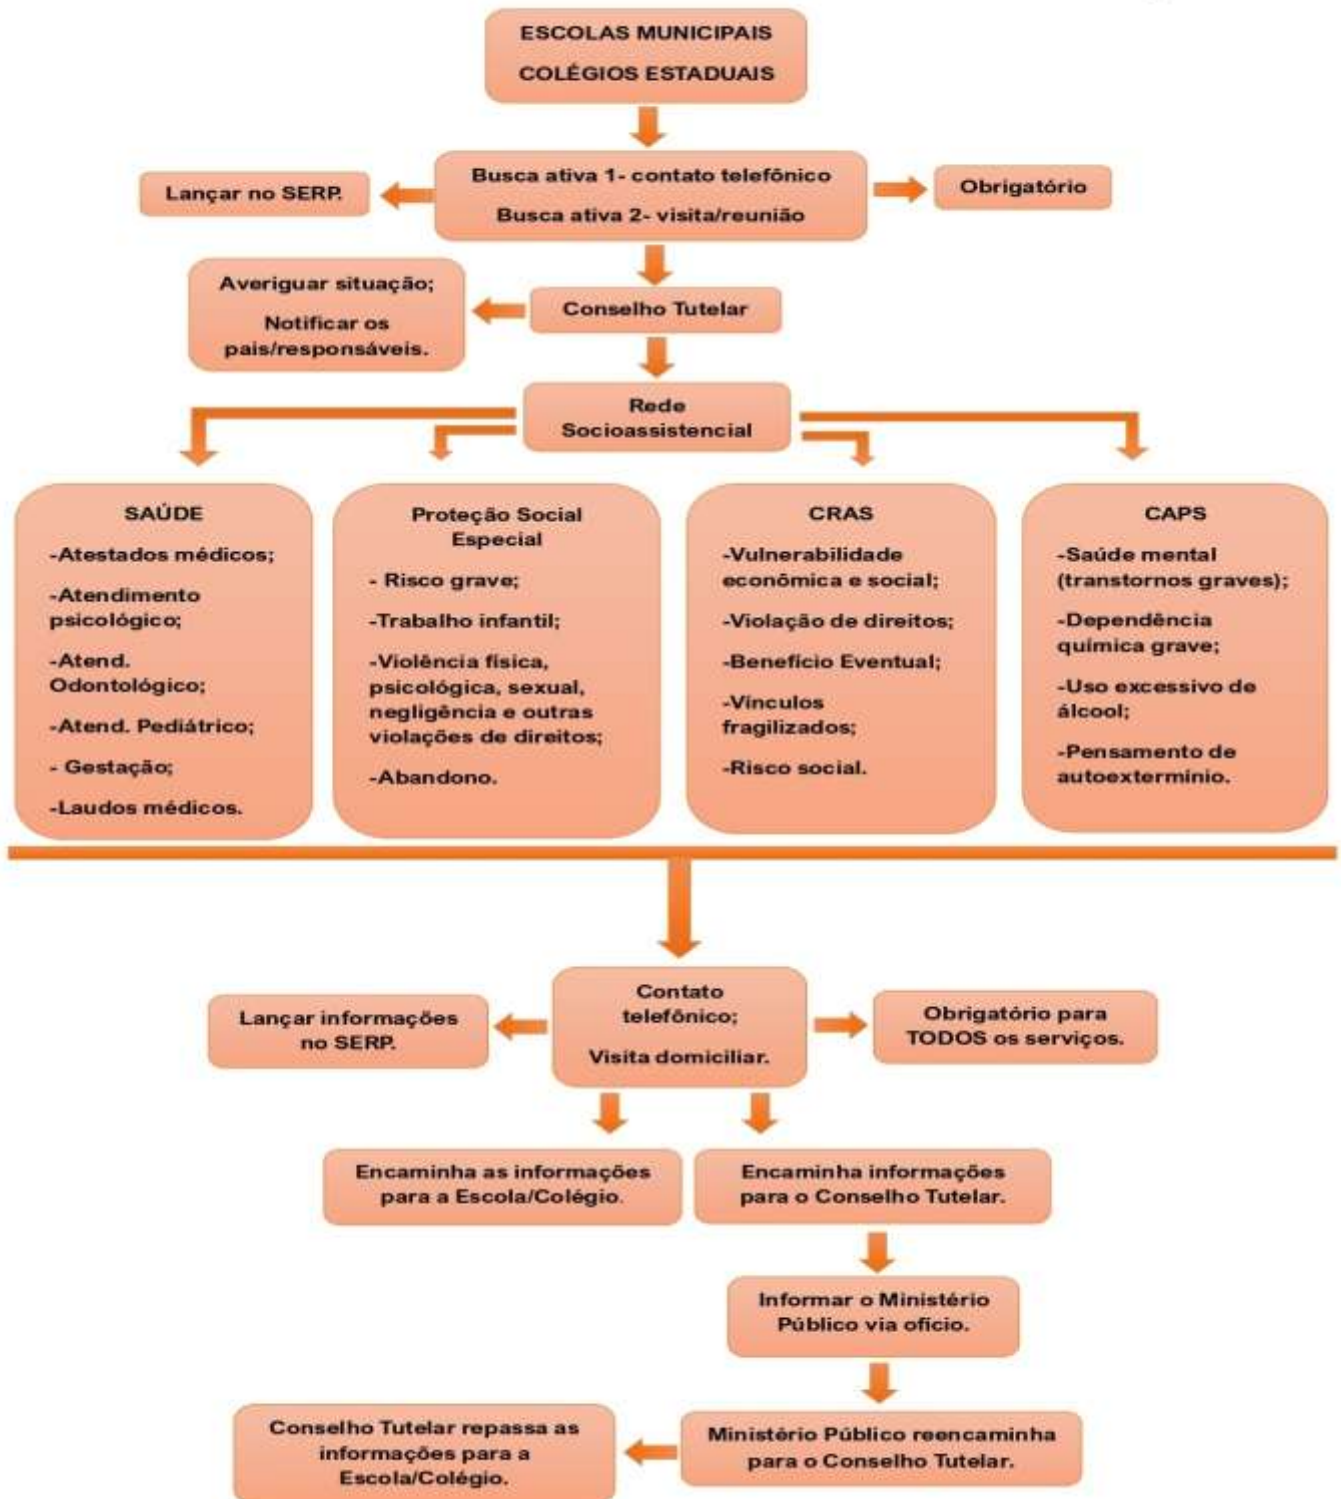 ESCOLAS MUNICIPAIS
COLÉGIOS ESTADUAIS
Lançar no SERP.
Busca ativa 1- contato telefônico
Busca ativa 2- visita/reunião
Obrigatório
Averiguar situação;
Notificar os
pais/responsáveis.
Conselho Tutelar
Rede
Socioassistencial
SAÚDE
-Atestados médicos;
-Atendimento
psicológico;
-Atend.
Odontológico;
-Atend. Pediátrico;
- Gestação;
-Laudos médicos.
Proteção Social
Especial
- Risco grave;
-Trabalho infantil;
-Violência física,
psicológica, sexual,
negligência e outras
violações de direitos;
-Abandono.
CRAS
-Vulnerabilidade
econômica e social;
-Violação de direitos;
-Benefício Eventual;
-Vínculos
fragilizados;
-Risco social.
CAPS
-Saúde mental
(transtornos graves);
-Dependência
química grave;
-Uso excessivo de
álcool;
-Pensamento de
autoextermínio.
Lançar informações
no SERP.
Contato
telefônico;
Visita domiciliar.
Obrigatório para
TODOS os serviços.
Encaminha as informações
para a Escola/Colégio.
Encaminha informações
para o Conselho Tutelar.
Informar o Ministério
Público via ofício.
Conselho Tutelar repassa as
informações para a
Escola/Colégio.
Ministério Público reencaminha
para o Conselho Tutelar.